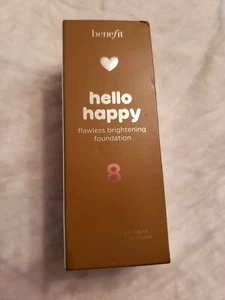 benefit
hello
happy
flawless brightening
foundation
8